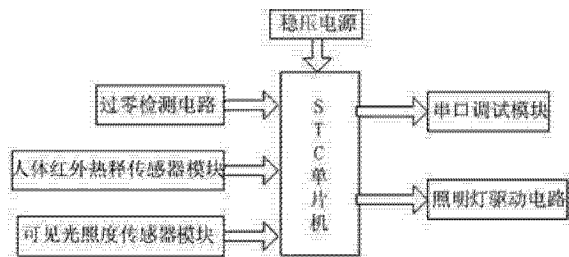 稳压电源
过零检测电路
人体红外热释传感器模块
可见光照度传感器模块
STC单片机
串口调试模块
照明灯驱动电路